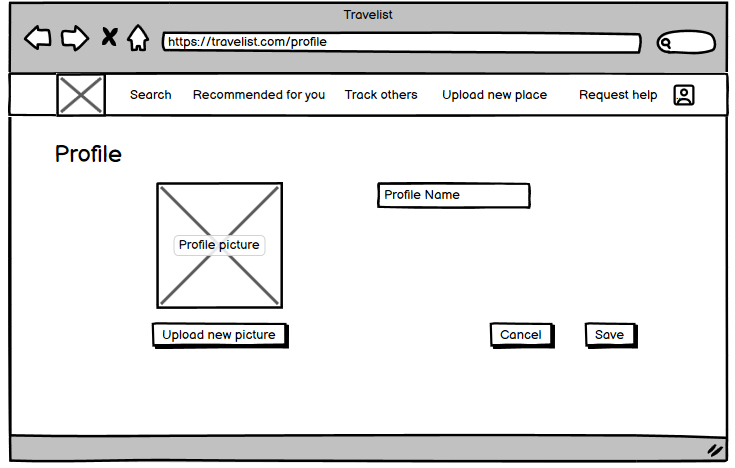 Travelist
https://travelist.com/profile
Search Recommended for you Track others Upload new place Request help
Profile
Profile Name
Profile picture
Upload new picture Cancel Save